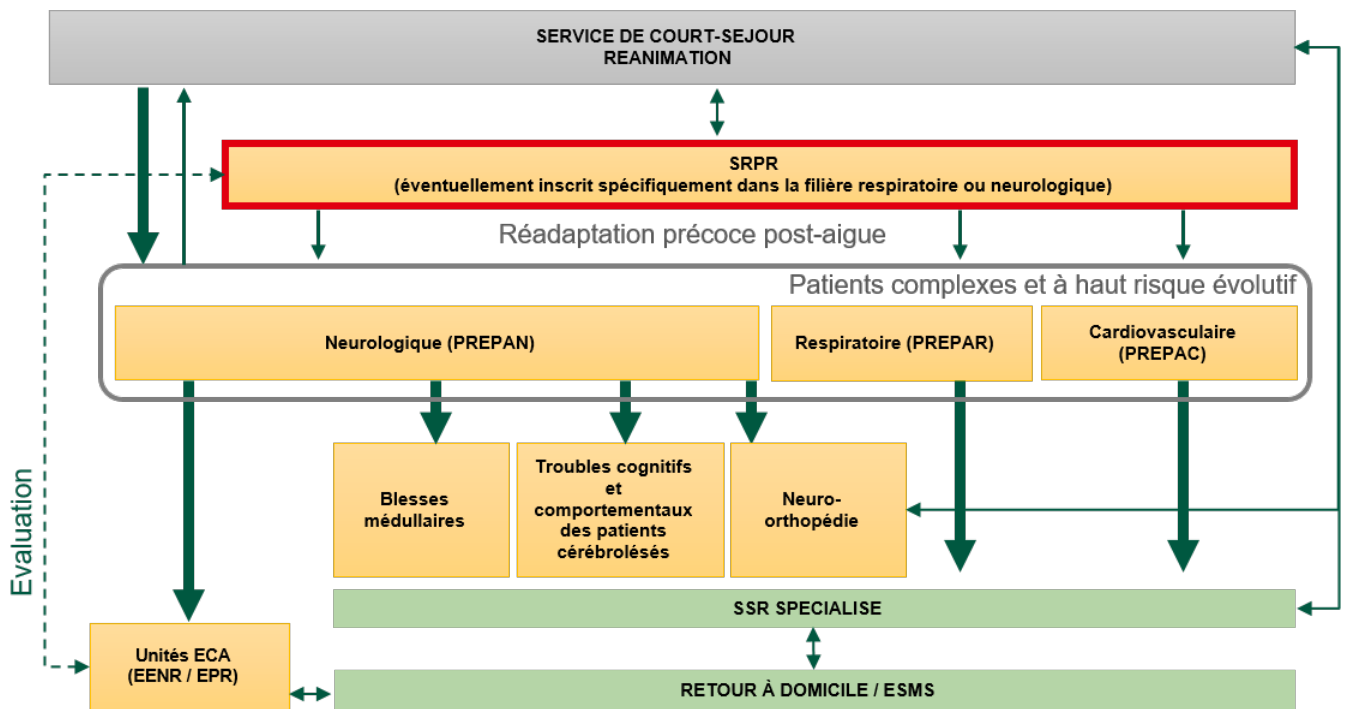 SERVICE DE COURT-SEJOUR
REANIMATION
SRPR
(éventuellement inscrit spécifiquement dans la filière respiratoire ou neurologique)
Réadaptation précoce post-aigue
Patients complexes et à haut risque évolutif
Neurologique (PREPAN)
Respiratoire (PREPAR)
Cardiovasculaire
(PREPAC)
Blesses
médullaires
Troubles cognitifs
et
comportementaux
des patients
cérébrolésés
Neuro-
orthopédie
Evaluation
SSR SPECIALISE
Unités ECA
(EENR / EPR)
RETOUR À DOMICILE / ESMS